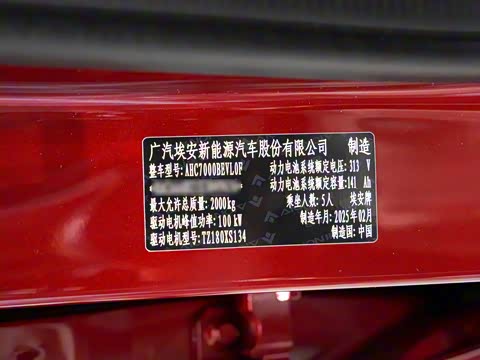 广汽埃安新能源汽车股份有限公司 制造
整车型号: AHC7000BEVL0F 动力电池系统额定电压: 313 V
动力电池系统额定容量: 141 Ah
最大允许总质量: 2000kg 乘坐人数: 5人 埃安牌
驱动电机峰值功率: 100 kW 制造年月: 2025年02月
驱动电机型号: TZ180XS134 制造国: 中国